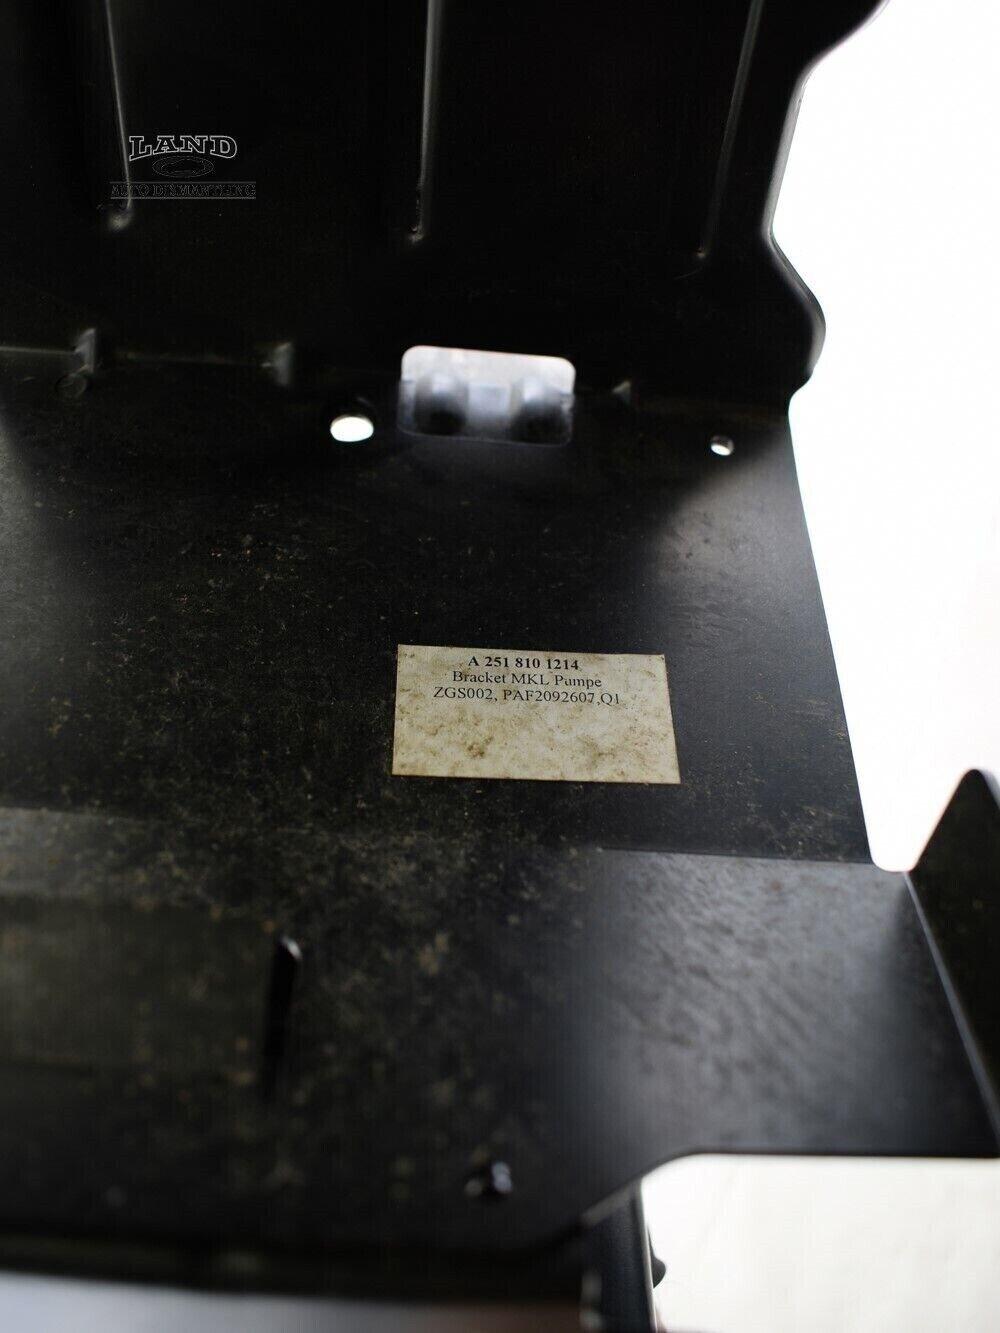 LAND
AUTO DISMANTLING
A 251 810 1214
Bracket MKL Pumpe
ZGS002, PAF2092607,Q1